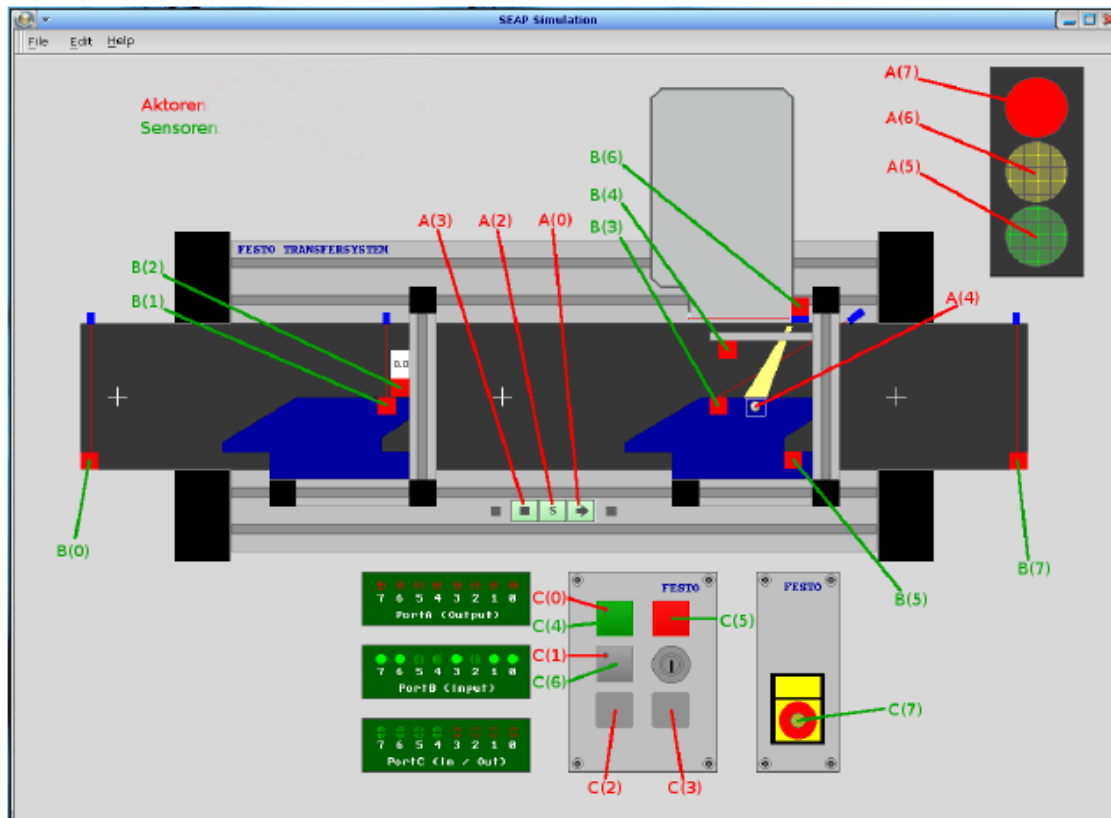 SEAP Simulation
File Edit Help
A(7)
Aktoren
Sensoren
A(6)
B(6)
A(5)
B(4)
A(3) A(2) A(0)
B(3)
FESTO TRANSFERSYSTEM
B(2)
B(1)
A(4)
0.0
S
B(0)
B(7)
B(5)
7 6 5 4 3 2 1 0
PortA (Output)
FESTO
FESTO
C(0)
C(4)
C(5)
C(1)
C(6)
7 6 5 4 3 2 1 0
PortB (Input)
C(7)
7 6 5 4 3 2 1 0
PortC (In / Out)
C(2) C(3)